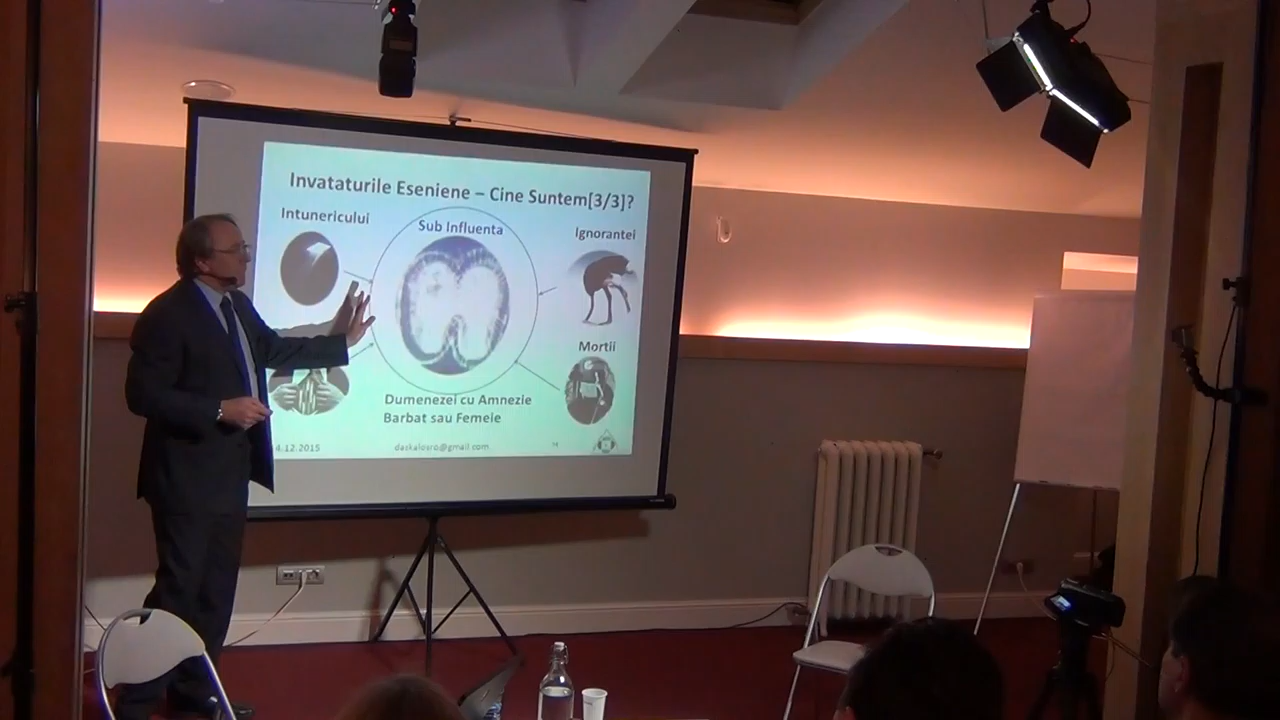 Invataturile Eseniene – Cine Suntem[3/3]?
Intunericului
Sub Influenta
Ignorantei
Mortii
Dumenezei cu Amnezie
Barbat sau Femeie
4.12.2015
daskalosro@gmail.com